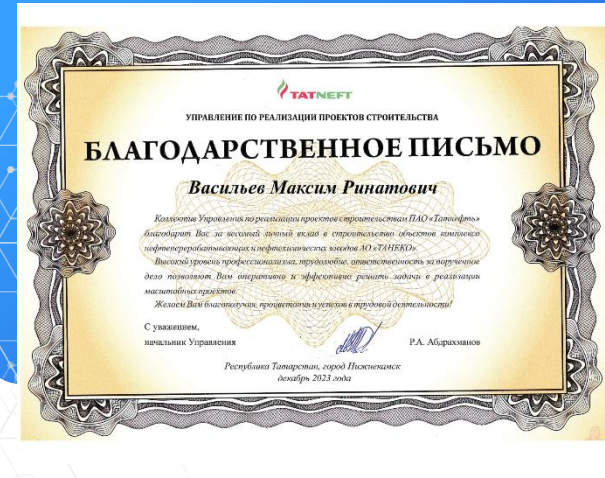 TATNEFT
УПРАВЛЕНИЕ ПО РЕАЛИЗАЦИИ ПРОЕКТОВ СТРОИТЕЛЬСТВА
БЛАГОДАРСТВЕННОЕ ПИСЬМО
Васильев Максим Ринатович
Коллектив Управления по реализации проектов строительства ПАО «Татнефть»
благодарит Вас за весомый личный вклад в строительство объектов комплекса
нефтеперерабатывающих и нефтехимических заводов АО «ТАНЕКО».
Высокий уровень профессионализма, трудолюбие, ответственность за порученное
дело позволяют Вам оперативно и эффективно решать задачи в реализации
масштабных проектов.
Желаем Вам благополучия, процветания и успехов в трудовой деятельности!
С уважением,
начальник Управления
Р.А. Абдрахманов
Республика Татарстан, город Нижнекамск
декабрь 2023 года